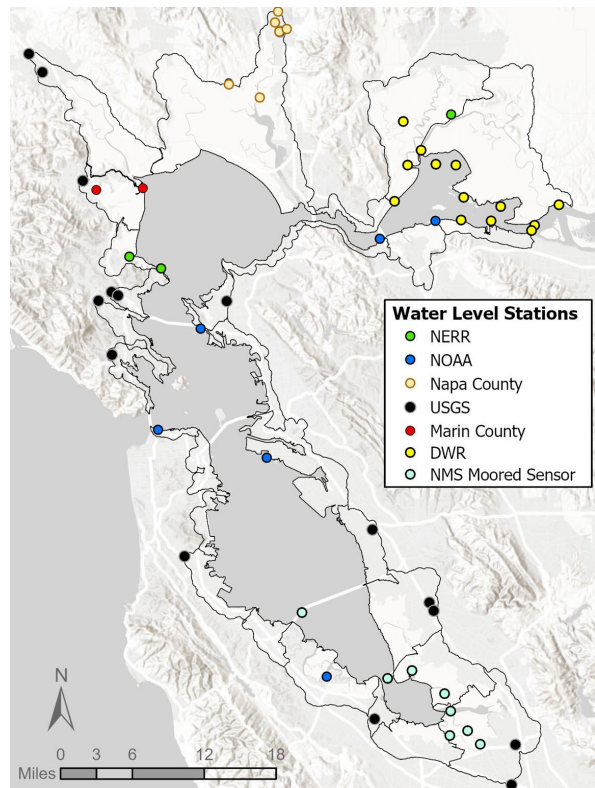 Water Level Stations
NERR
NOAA
Napa County
USGS
Marin County
DWR
NMS Moored Sensor
N
0 3 6 12 18
Miles